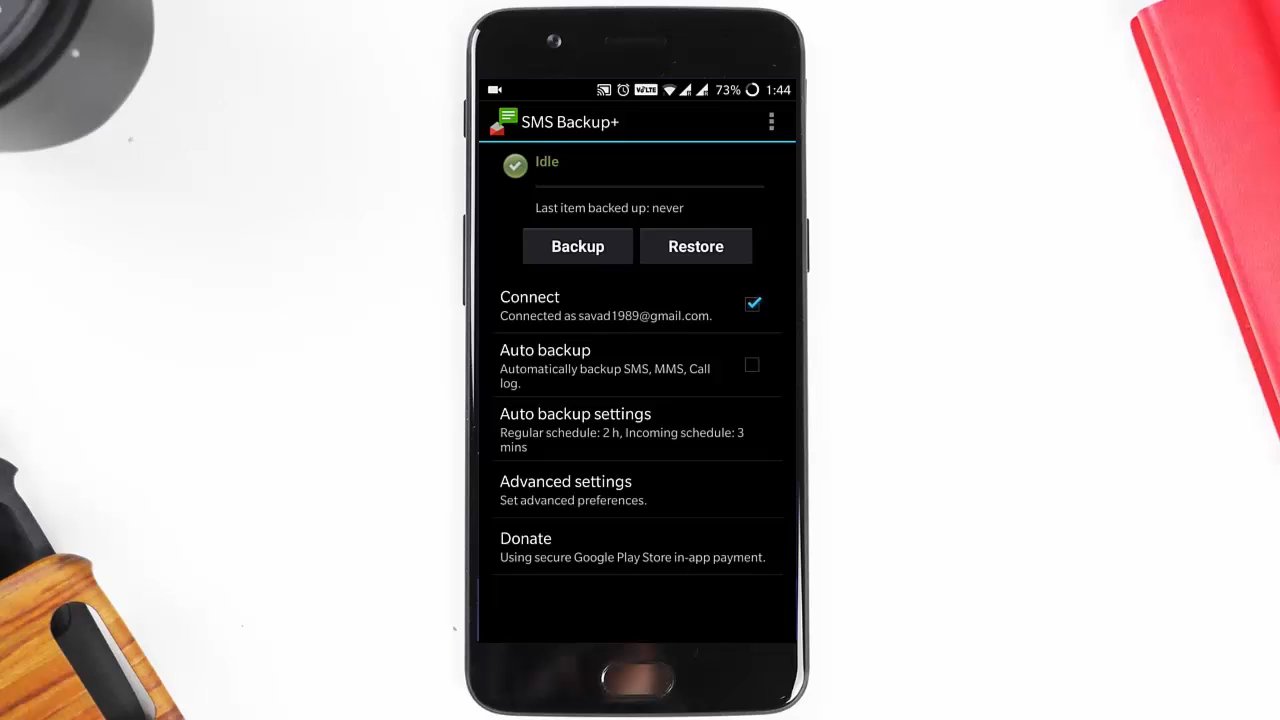 VoLTE 73% 1:44
SMS Backup+
Idle
Last item backed up: never
Backup Restore
Connect
Connected as savad1989@gmail.com.
Auto backup
Automatically backup SMS, MMS, Call
log.
Auto backup settings
Regular schedule: 2 h, Incoming schedule: 3
mins
Advanced settings
Set advanced preferences.
Donate
Using secure Google Play Store in-app payment.